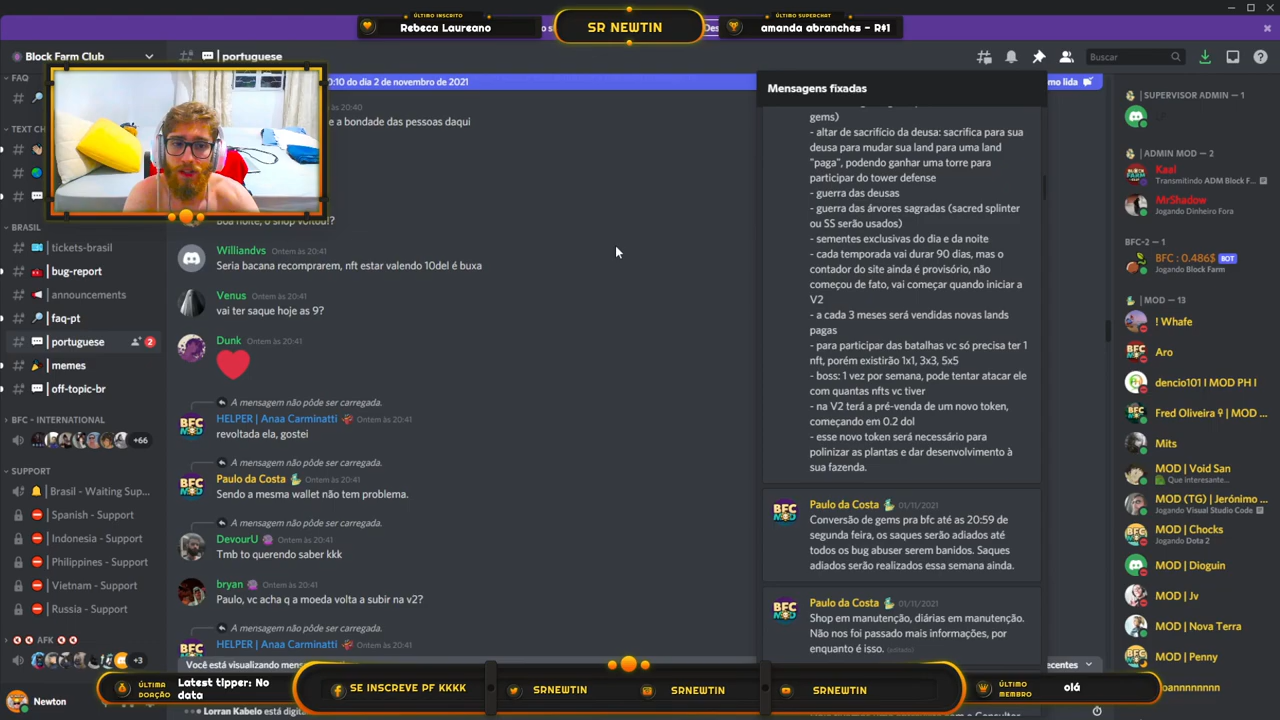 ÚLTIMO INSCRITO
Rebeca Laureano
SR NEWTIN
ÚLTIMO SUPERCHAT
amanda abranches - R$1
Block Farm Club
portuguese
Buscar
FAQ
TEXT CH
BRASIL
tickets-brasil
bug-report
announcements
faq-pt
portuguese
2
memes
off-topic-br
BFC - INTERNATIONAL
+66
SUPPORT
Brasil - Waiting Sup...
Spanish - Support
Indonesia - Support
Philippines - Support
Vietnam - Support
Russia - Support
AFK
+3
Newton
:10 do dia 2 de novembro de 2021
às 20:40
e a bondade das pessoas daqui
Boa noite, o shop voltou!?
Williandvs Ontem às 20:41
Seria bacana recomprarem, nft estar valendo 10del é buxa
Venus Ontem às 20:41
vai ter saque hoje as 9?
Dunk Ontem às 20:41
A mensagem não pôde ser carregada.
HELPER | Anaa Carminatti Ontem às 20:41
revoltada ela, gostei
A mensagem não pôde ser carregada.
Paulo da Costa Ontem às 20:41
Sendo a mesma wallet não tem problema.
A mensagem não pôde ser carregada.
DevourU Ontem às 20:41
Tmb to querendo saber kkk
bryan Ontem às 20:41
Paulo, vc acha q a moeda volta a subir na v2?
A mensagem não pôde ser carregada.
HELPER | Anaa Carminatti Ontem às 20:41
Você está visualizando mens
ecentes
Lorran Kabelo está digit
omo lida
Mensagens fixadas
gems)
- altar de sacrifício da deusa: sacrifica para sua
deusa para mudar sua land para uma land
"paga", podendo ganhar uma torre para
participar do tower defense
- guerra das deusas
- guerra das árvores sagradas (sacred splinter
ou SS serão usados)
- sementes exclusivas do dia e da noite
- cada temporada vai durar 90 dias, mas o
contador do site ainda é provisório, não
começou de fato, vai começar quando iniciar a
V2
- a cada 3 meses será vendidas novas lands
pagas
- para participar das batalhas vc só precisa ter 1
nft, porém existirão 1x1, 3x3, 5x5
- boss: 1 vez por semana, pode tentar atacar ele
com quantas nfts vc tiver
- na V2 terá a pré-venda de um novo token,
começando em 0.2 dol
- esse novo token será necessário para
polinizar as plantas e dar desenvolvimento à
sua fazenda.
Paulo da Costa 01/11/2021
Conversão de gems pra bfc até as 20:59 de
segunda feira, os saques serão adiados até
todos os bug abuser serem banidos. Saques
adiados serão realizados essa semana ainda.
Paulo da Costa 01/11/2021
Shop em manutenção, diárias em manutenção.
Não nos foi passado mais informações, por
enquanto é isso. (editado)
SUPERVISOR ADMIN — 1
ADMIN MOD — 2
Kaal
Transmitindo ADM Block F...
MrShadow
Jogando Dinheiro Fora
BFC-2 — 1
BFC : 0.486$ BOT
Jogando Block Farm
MOD — 13
! Whafe
Aro
dencio101 I MOD PH I
Fred Oliveira | MOD ...
Mits
MOD | Void San
Que interesante...
MOD (TG) | Jerónimo ...
Jogando Visual Studio Code
MOD | Chocks
Jogando Dota 2
MOD | Dioguin
MOD | Jv
MOD | Nova Terra
MOD | Penny
oannnnnnnn
ÚLTIMA DOAÇÃO
Latest tipper: No
data
SE INSCREVE PF KKKK
SRNEWTIN
SRNEWTIN
SRNEWTIN
ÚLTIMO MEMBRO
olá